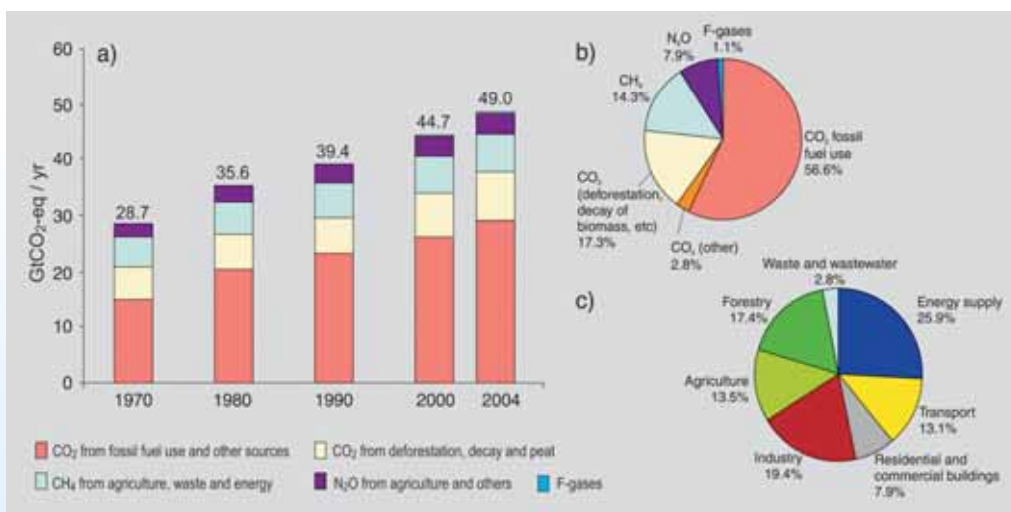 a)
GtCO₂-eq / yr
60
50
40
30
20
10
0
28.7
35.6
39.4
44.7
49.0
1970
1980
1990
2000
2004
CO₂ from fossil fuel use and other sources
CO₂ from deforestation, decay and peat
CH₄ from agriculture, waste and energy
N₂O from agriculture and others
F-gases
b)
F-gases
1.1%
N₂O
7.9%
CH₄
14.3%
CO₂ fossil
fuel use
56.6%
CO₂
(deforestation,
decay of
biomass, etc)
17.3%
CO₂ (other)
2.8%
c)
Waste and wastewater
2.8%
Forestry
17.4%
Energy supply
25.9%
Agriculture
13.5%
Transport
13.1%
Industry
19.4%
Residential and
commercial buildings
7.9%